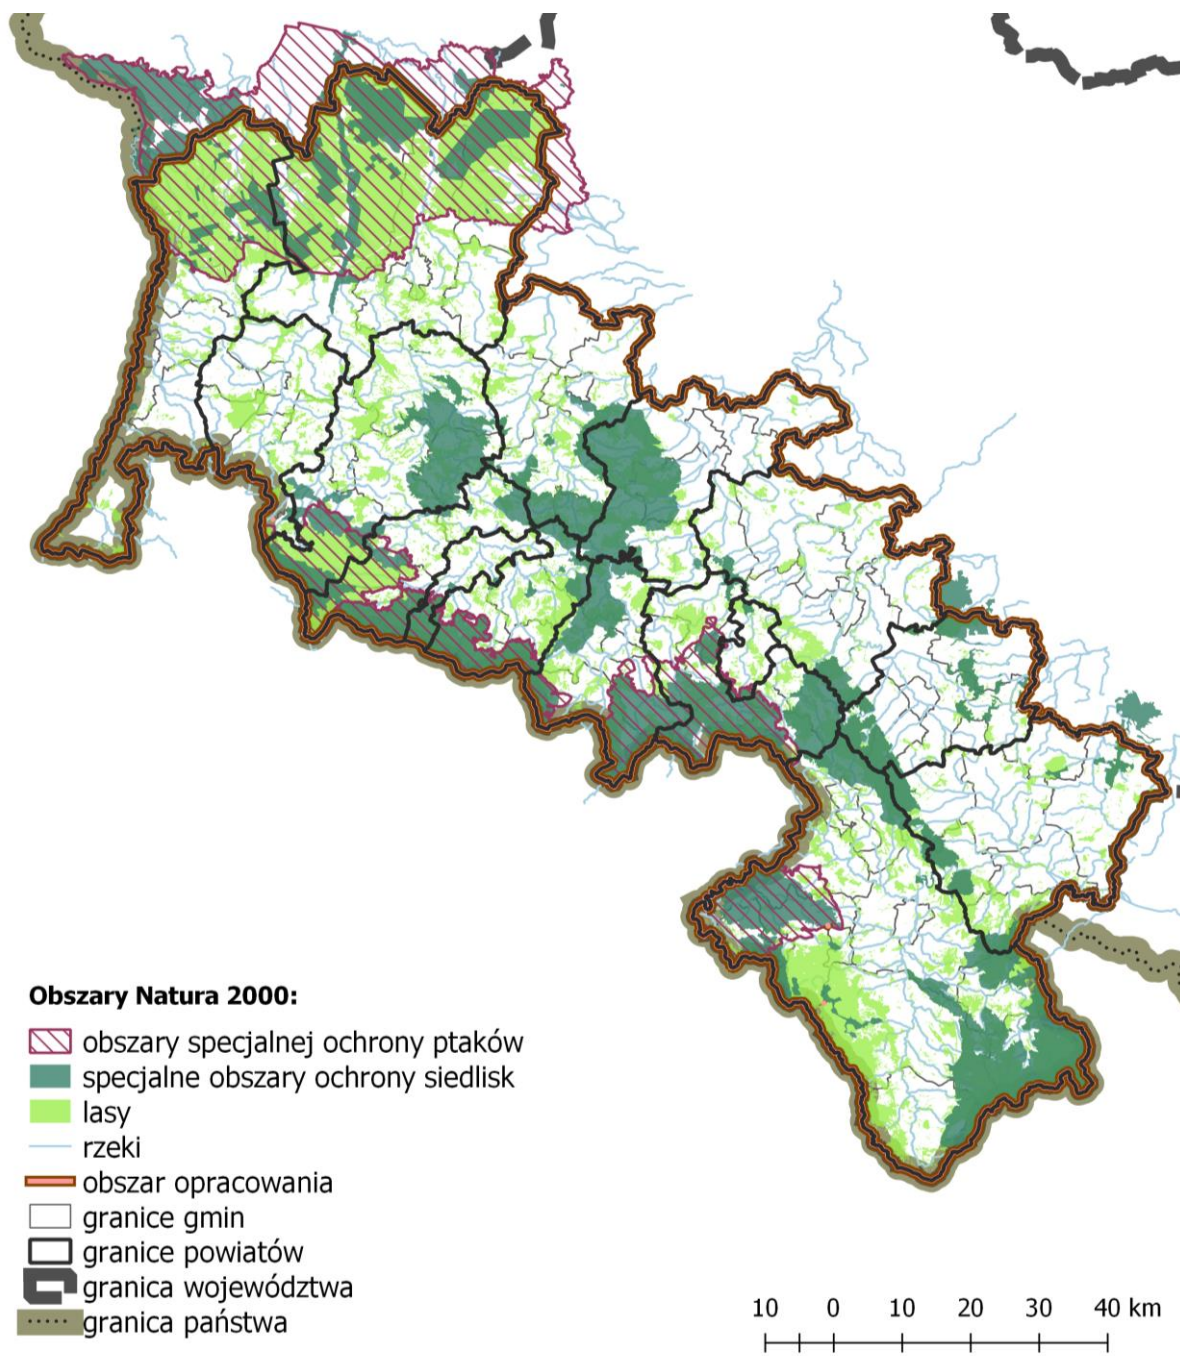 Obszary Natura 2000:
obszary specjalnej ochrony ptaków
specjalne obszary ochrony siedlisk
lasy
rzeki
obszar opracowania
granice gmin
granice powiatów
granica województwa
granica państwa
10 0 10 20 30 40 km